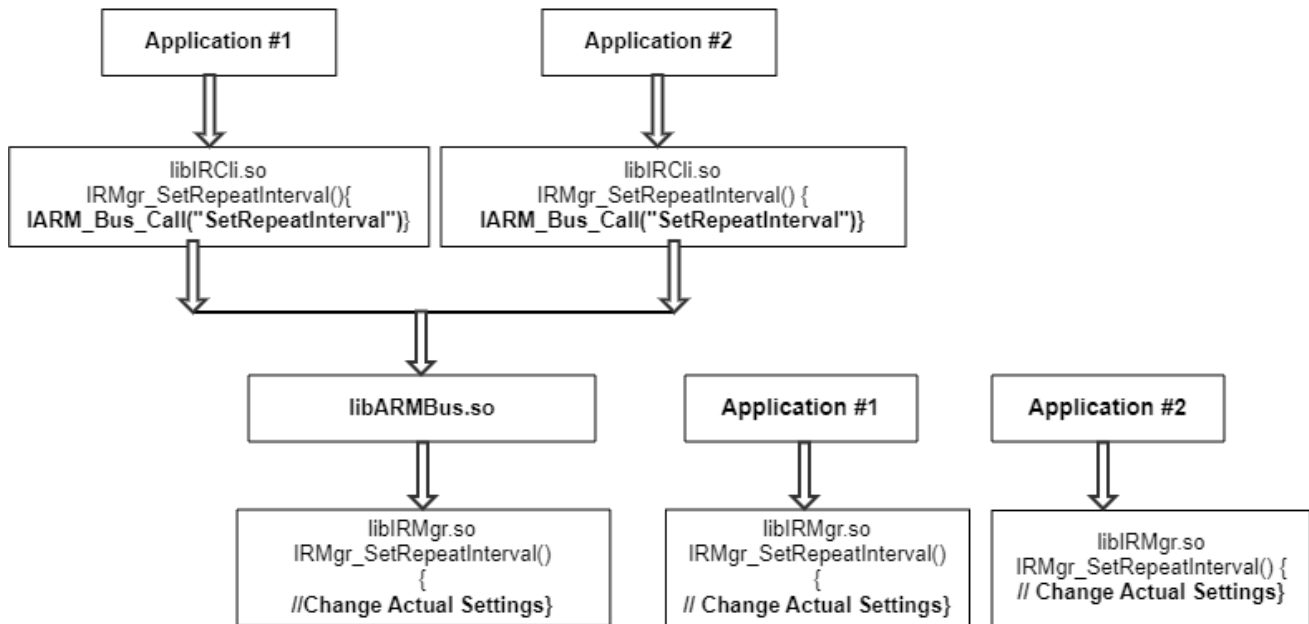 Application #1
Application #2
libIRCli.so
IRMgr_SetRepeatInterval(){
IARM_Bus_Call("SetRepeatInterval")}
libIRCli.so
IRMgr_SetRepeatInterval() {
IARM_Bus_Call("SetRepeatInterval")}
libARMBus.so
Application #1
Application #2
libIRMgr.so
IRMgr_SetRepeatInterval()
{
//Change Actual Settings}
libIRMgr.so
IRMgr_SetRepeatInterval()
{
// Change Actual Settings}
libIRMgr.so
IRMgr_SetRepeatInterval() {
// Change Actual Settings}